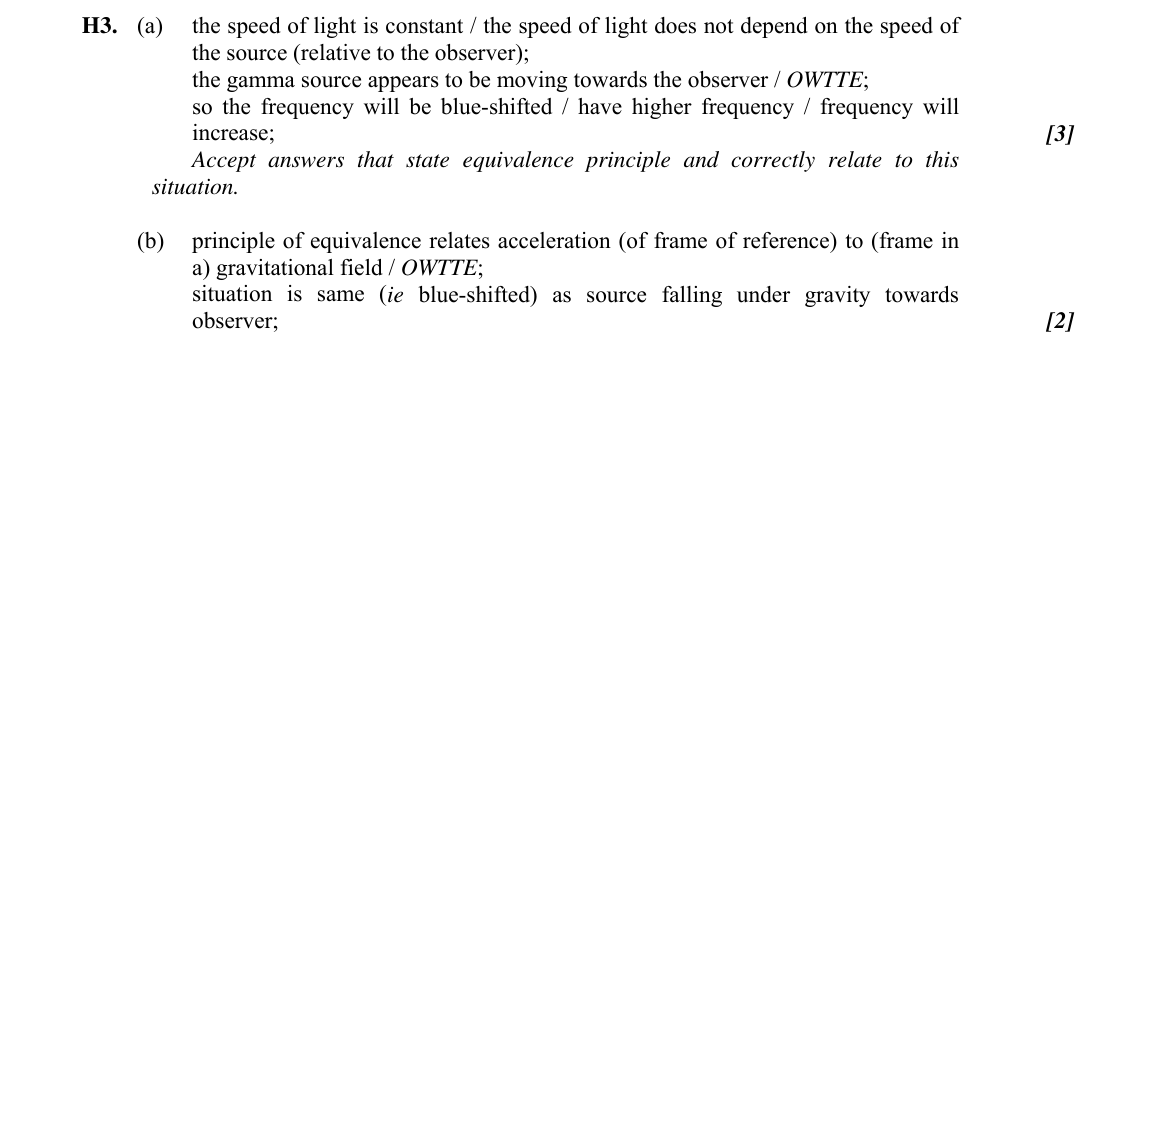 H3. (a) the speed of light is constant / the speed of light does not depend on the speed of
the source (relative to the observer);
the gamma source appears to be moving towards the observer / OWTTE;
so the frequency will be blue-shifted / have higher frequency / frequency will
increase; [3]
Accept answers that state equivalence principle and correctly relate to this
situation.
(b) principle of equivalence relates acceleration (of frame of reference) to (frame in
a) gravitational field / OWTTE;
situation is same (ie blue-shifted) as source falling under gravity towards
observer; [2]